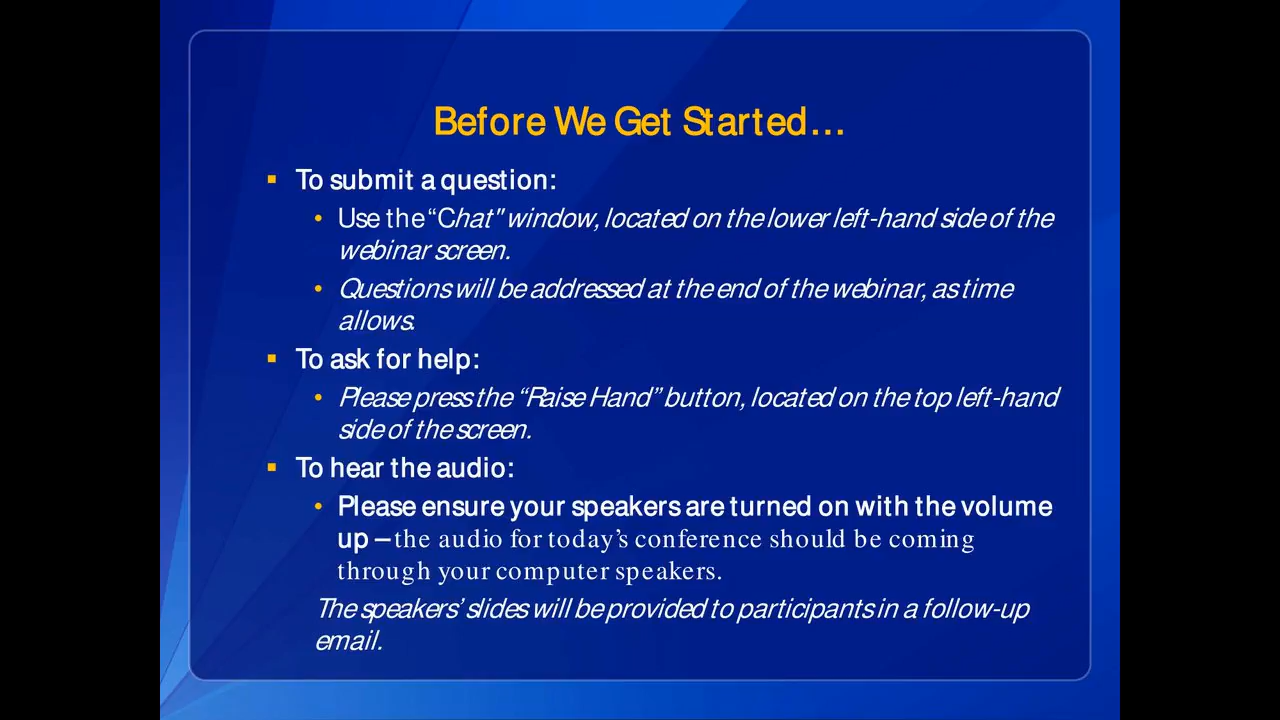 Before We Get Started…
▪ To submit a question:
• Use the “Chat" window, located on the lower left-hand side of the
webinar screen.
• Questions will be addressed at the end of the webinar, as time
allows.
▪ To ask for help:
• Please press the “Raise Hand” button, located on the top left-hand
side of the screen.
▪ To hear the audio:
• Please ensure your speakers are turned on with the volume
up – the audio for today’s conference should be coming
through your computer speakers.
The speakers’ slides will be provided to participants in a follow-up
email.